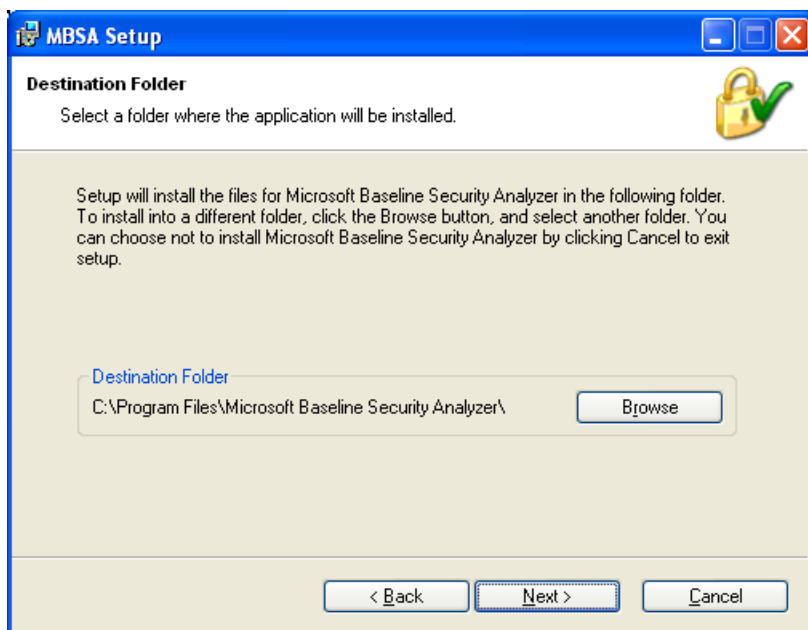 MBSA Setup
Destination Folder
Select a folder where the application will be installed.
Setup will install the files for Microsoft Baseline Security Analyzer in the following folder.
To install into a different folder, click the Browse button, and select another folder. You
can choose not to install Microsoft Baseline Security Analyzer by clicking Cancel to exit
setup.
Destination Folder
C:\Program Files\Microsoft Baseline Security Analyzer\
Browse
< Back
Next >
Cancel